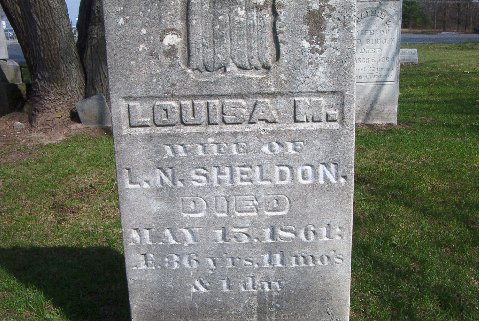 LOUISA M.
WIFE OF
L. N. SHELDON.
DIED
MAY 15, 1861:
Æ. 36 yrs. 11 mo's
& 1 day